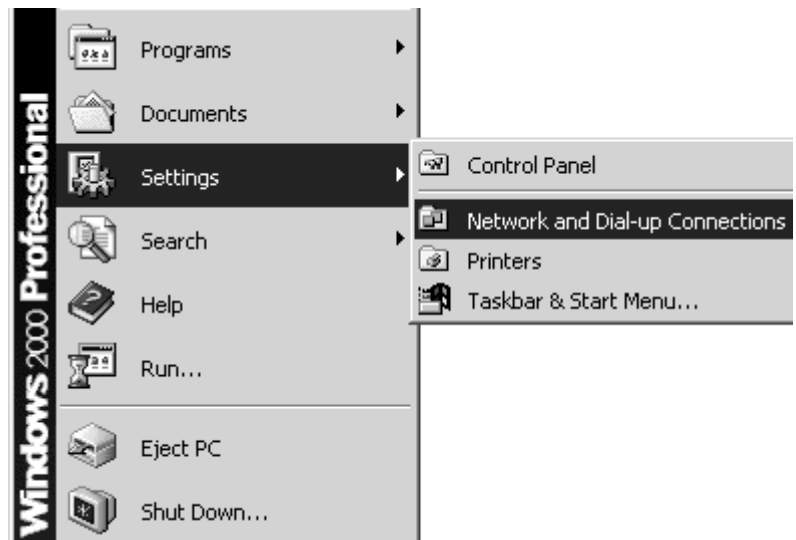 Windows 2000 Professional
Programs
Documents
Settings
Search
Help
Run...
Eject PC
Shut Down...
Control Panel
Network and Dial-up Connections
Printers
Taskbar & Start Menu...